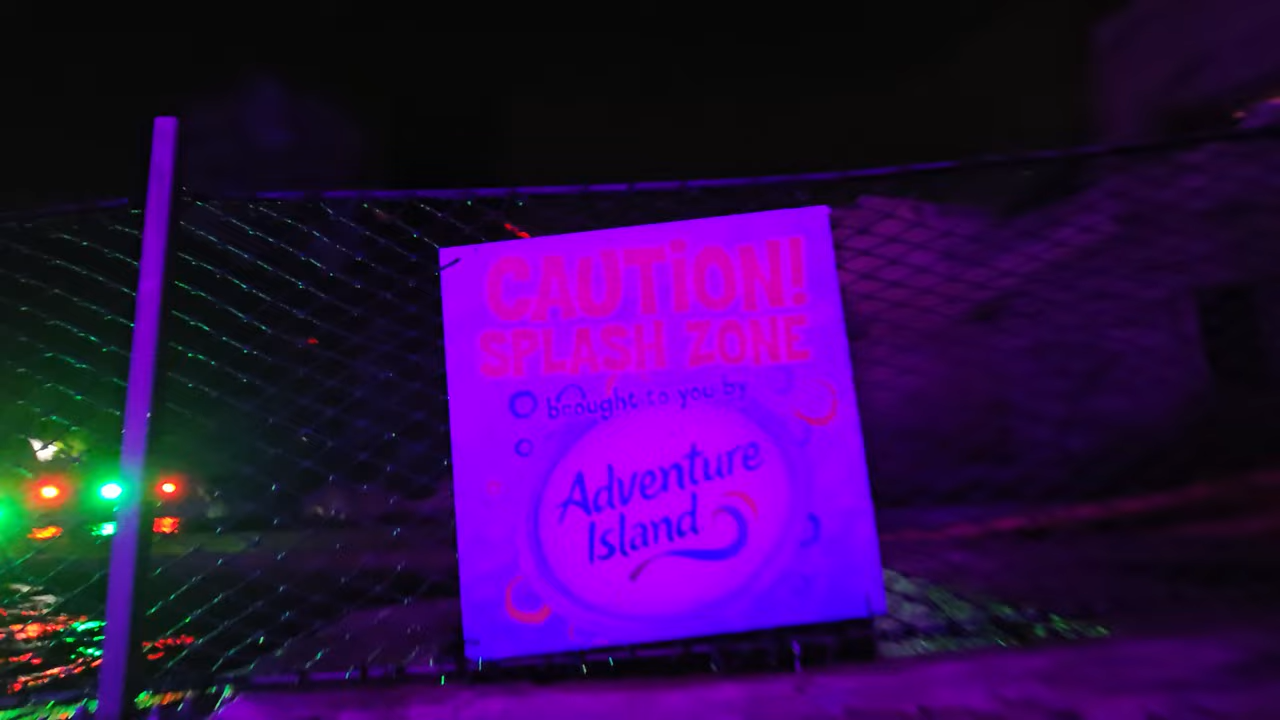 CAUTiON!
SPLASH ZONE
brought to you by
Adventure
Island